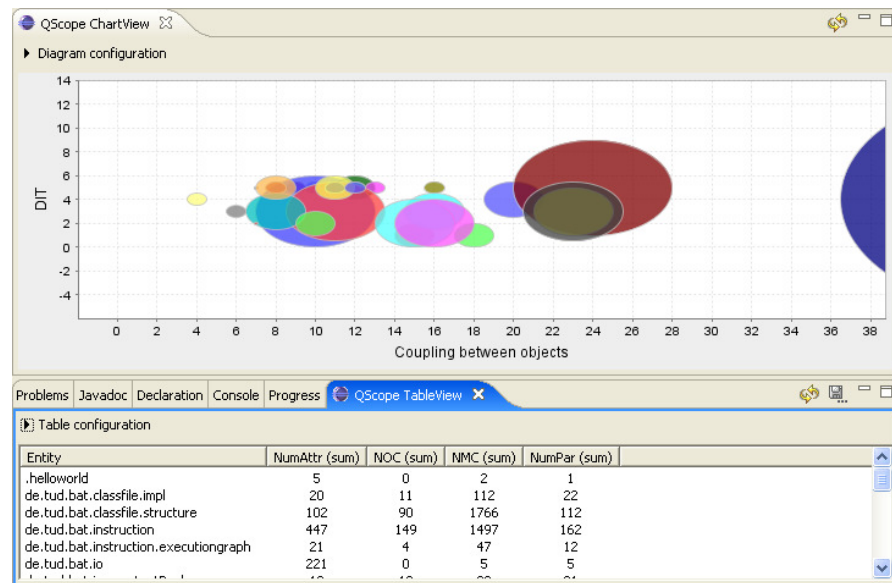 QScope ChartView
Diagram configuration
14
12
10
8
6
4
2
0
-2
-4
DIT
0 2 4 6 8 10 12 14 16 18 20 22 24 26 28 30 32 34 36 38
Coupling between objects
Problems Javadoc Declaration Console Progress QScope TableView
Table configuration
Entity NumAttr (sum) NOC (sum) NMC (sum) NumPar (sum)
.helloworld 5 0 2 1
de.tud.bat.classfile.impl 20 11 112 22
de.tud.bat.classfile.structure 102 90 1766 112
de.tud.bat.instruction 447 149 1497 162
de.tud.bat.instruction.executiongraph 21 4 47 12
de.tud.bat.io 221 0 5 5